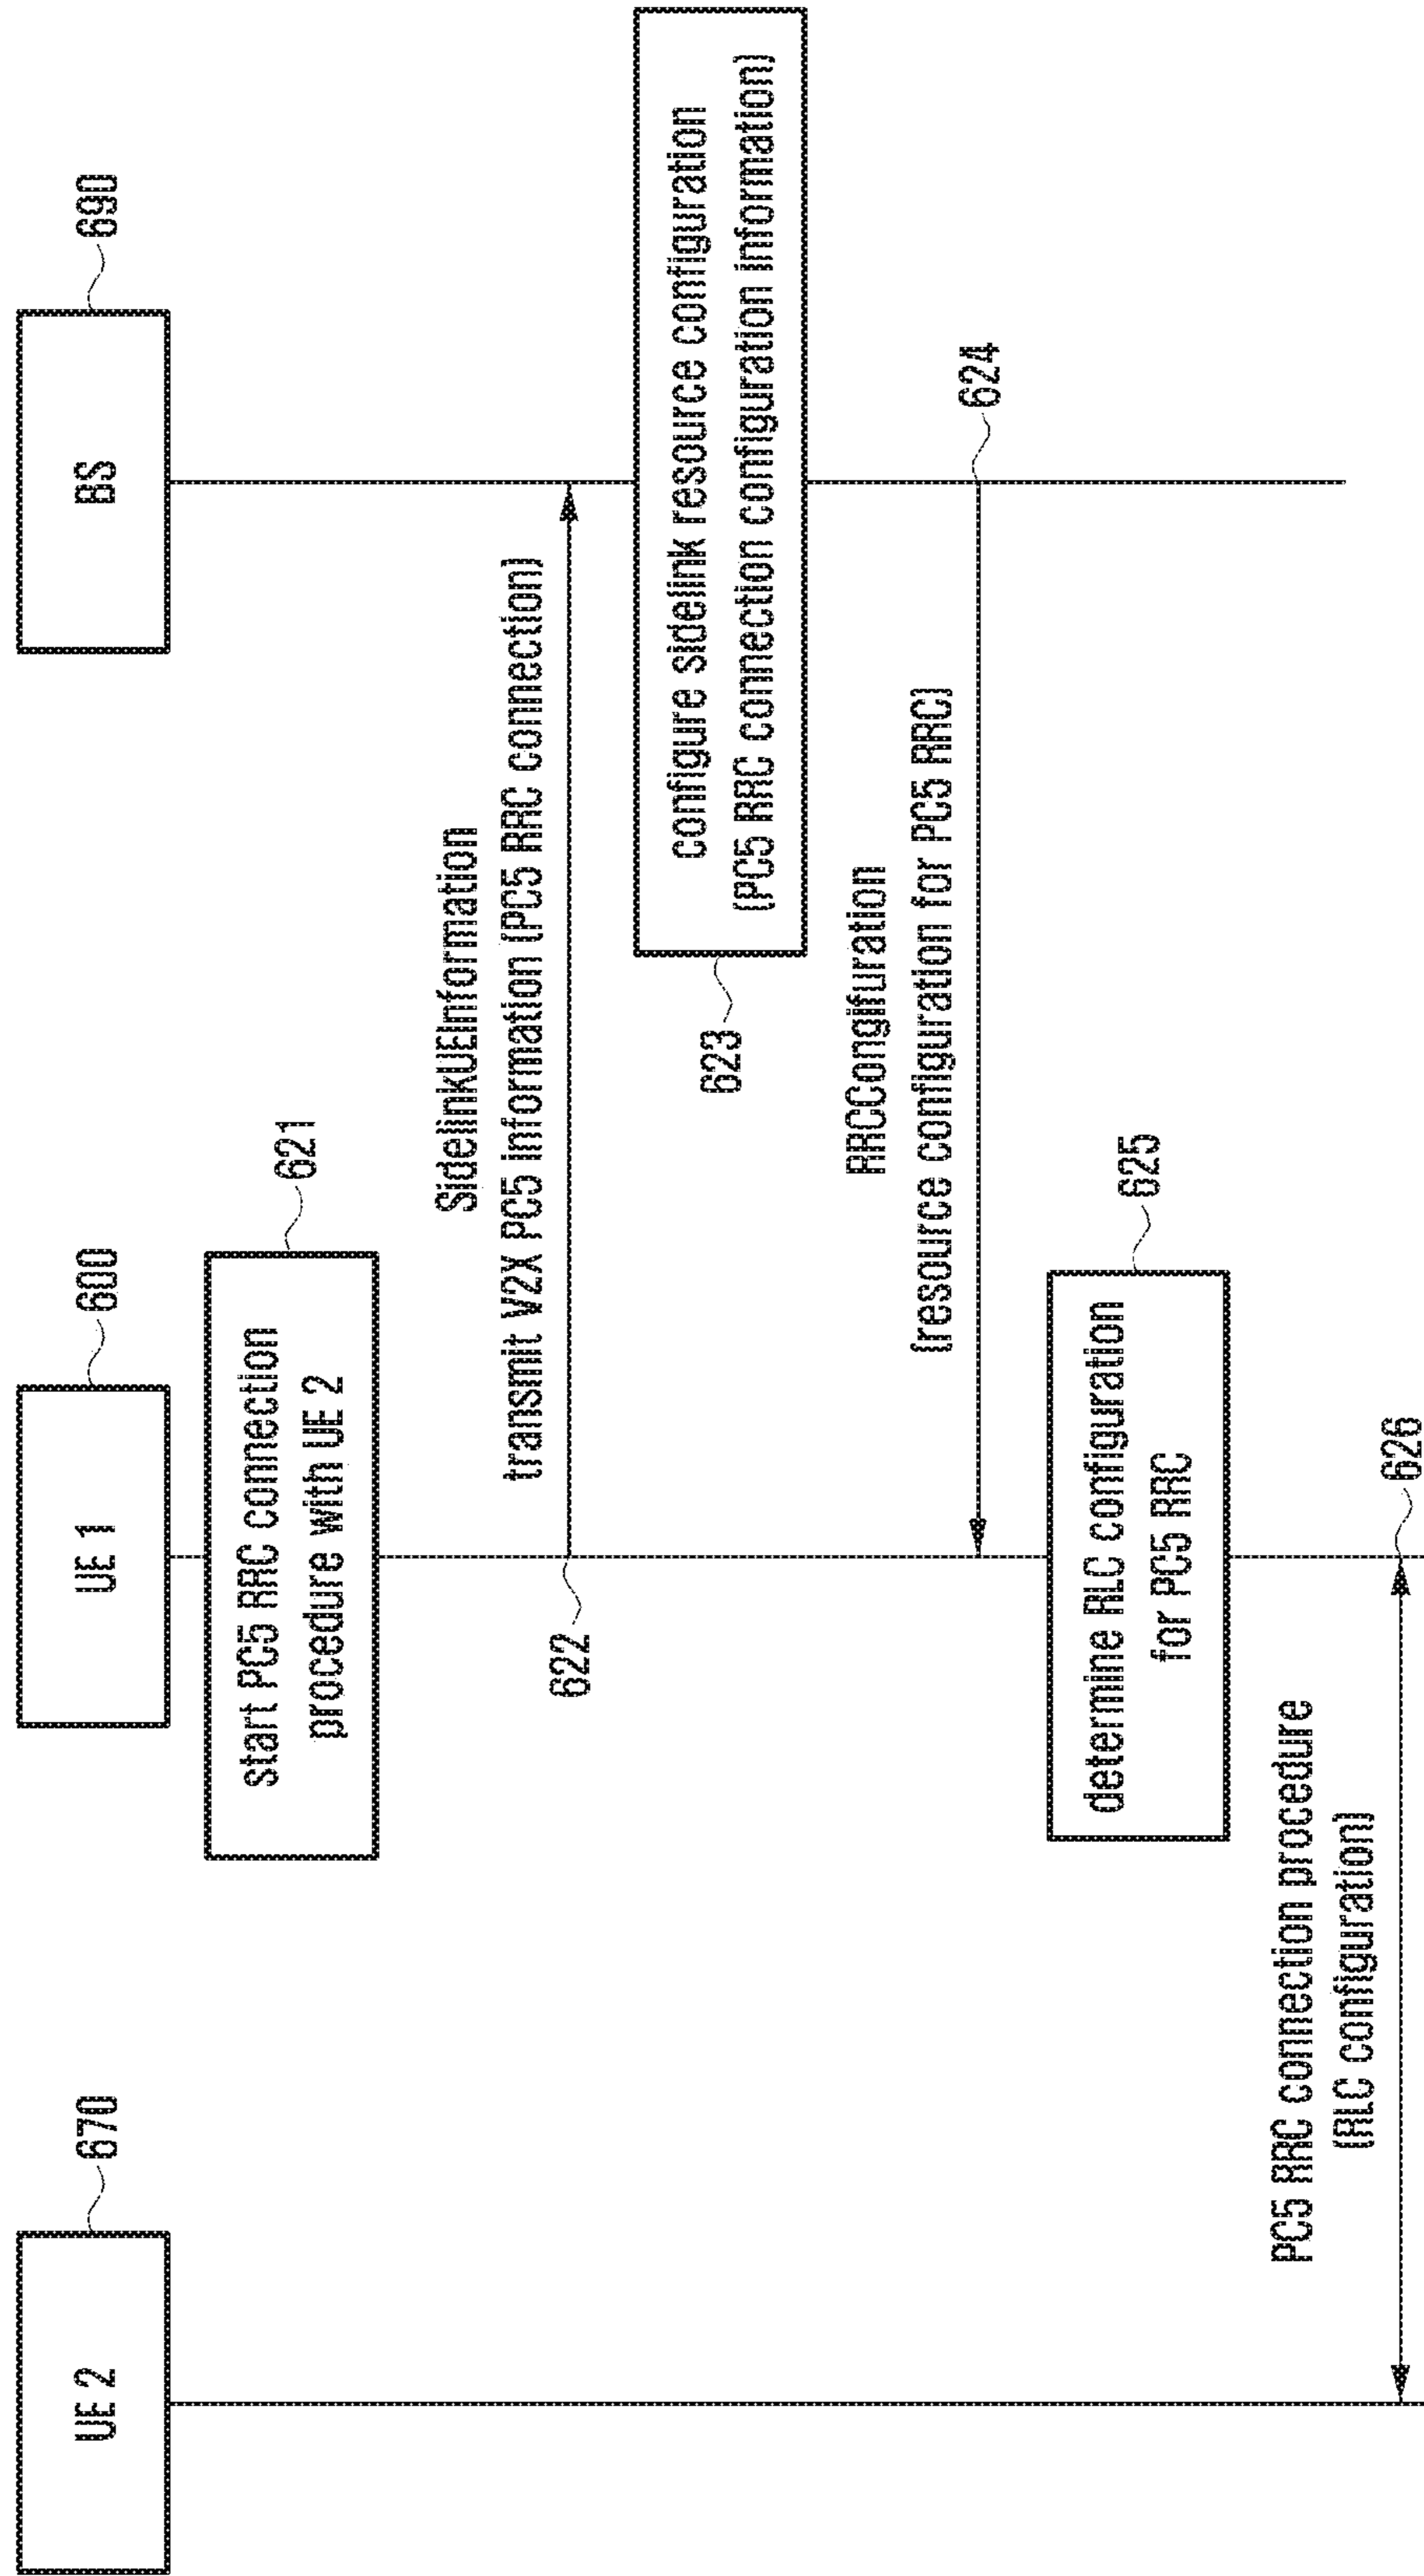 UE 2
670
UE 1
600
BS
690
start PC5 RRC connection
procedure with UE 2
621
SidelinkUEInformation
transmit V2X PC5 information (PC5 RRC connection)
622
configure sidelink resource configuration
(PC5 RRC connection configuration information)
623
RRCCongifuration
(resource configuration for PC5 RRC)
624
determine RLC configuration
for PC5 RRC
625
PC5 RRC connection procedure
(RLC configuration)
626